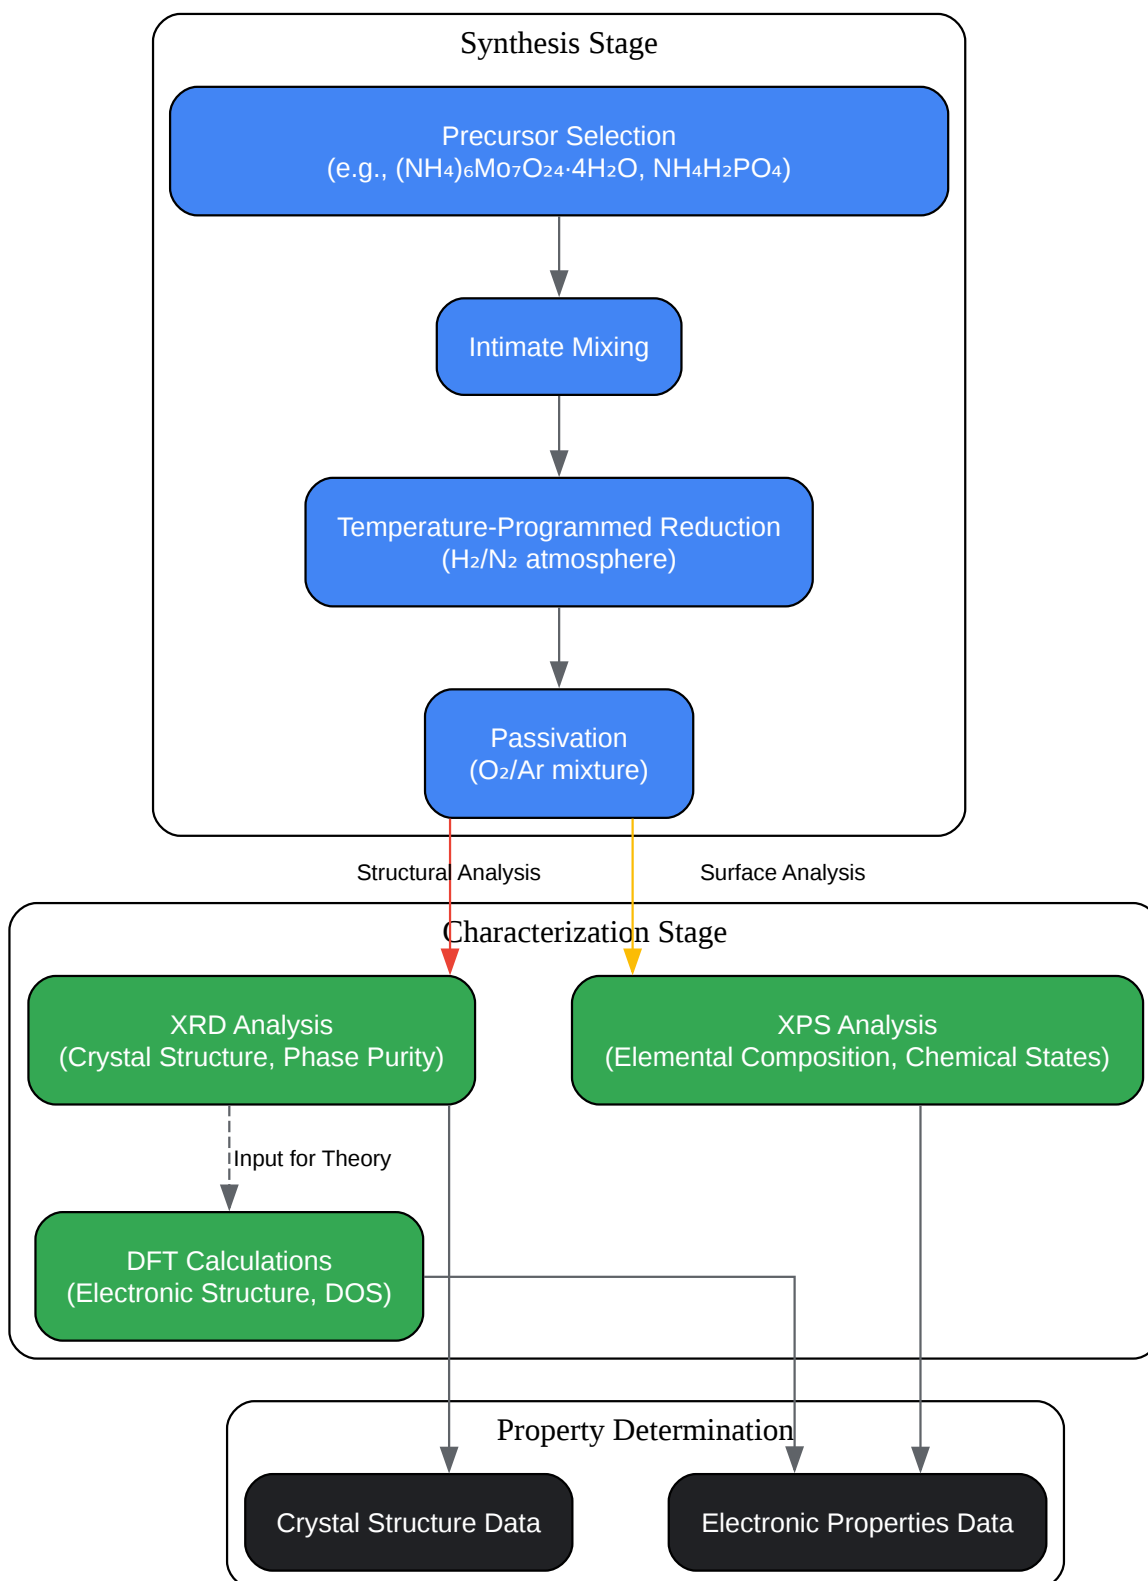 Synthesis Stage
Precursor Selection
(e.g., (NH₄)₆Mo₇O₂₄·4H₂O, NH₄H₂PO₄)
Intimate Mixing
Temperature-Programmed Reduction
(H₂/N₂ atmosphere)
Passivation
(O₂/Ar mixture)
Structural Analysis
Surface Analysis
Characterization Stage
XRD Analysis
(Crystal Structure, Phase Purity)
XPS Analysis
(Elemental Composition, Chemical States)
Input for Theory
DFT Calculations
(Electronic Structure, DOS)
Property Determination
Crystal Structure Data
Electronic Properties Data